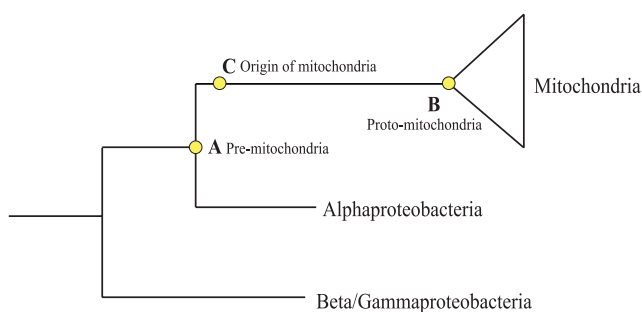 C Origin of mitochondria
Mitochondria
B
Proto-mitochondria
A Pre-mitochondria
Alphaproteobacteria
Beta/Gammaproteobacteria